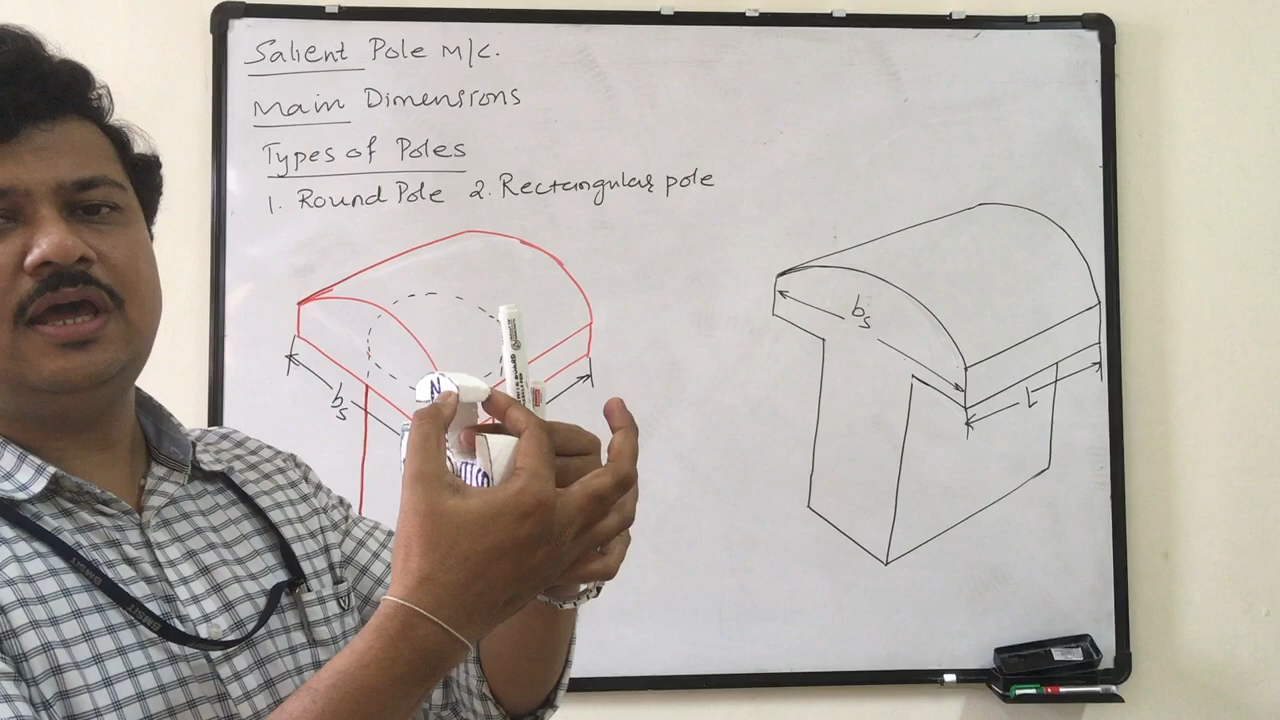 Salient Pole M/c.
Main Dimensions
Types of Poles
1. Round Pole 2. Rectangular pole
bs
bs
L
N